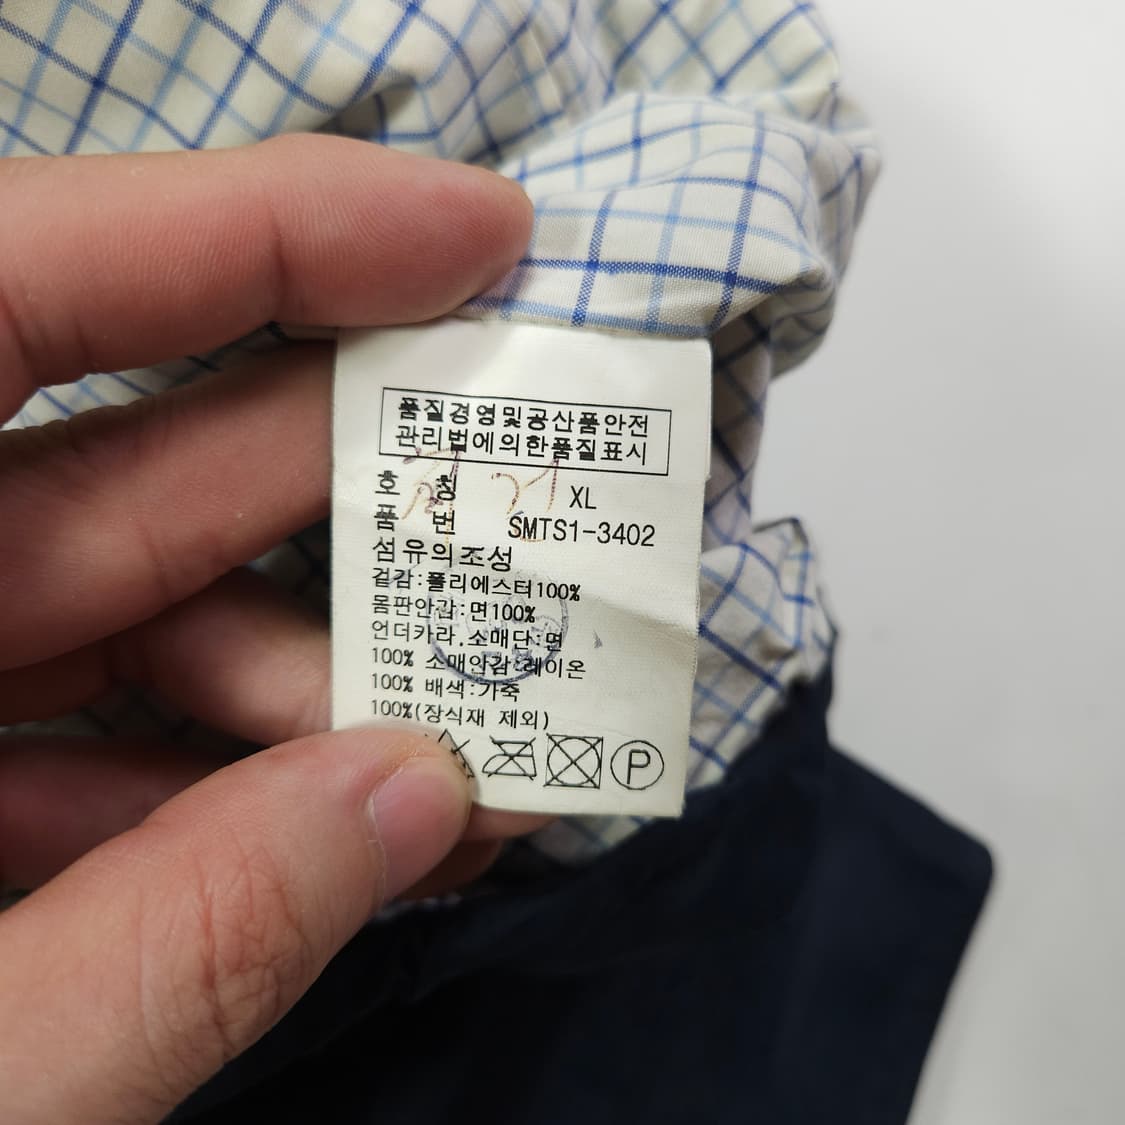 품질경영및공산품안전
관리법에의한품질표시
호 칭 XL
품 번 SMTS1-3402
섬유의조성
겉감:폴리에스터100%
몸판안감:면100%
언더카라,소매단:면
100% 소매안감:레이온
100% 배색:가죽
100%(장식재 제외)
P